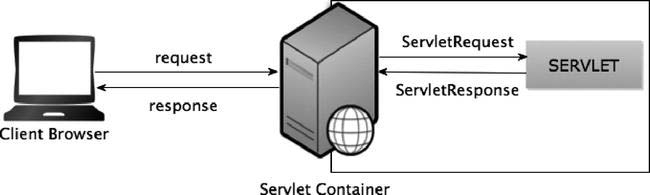 request
response
Client Browser
ServletRequest
ServletResponse
SERVLET
Servlet Container